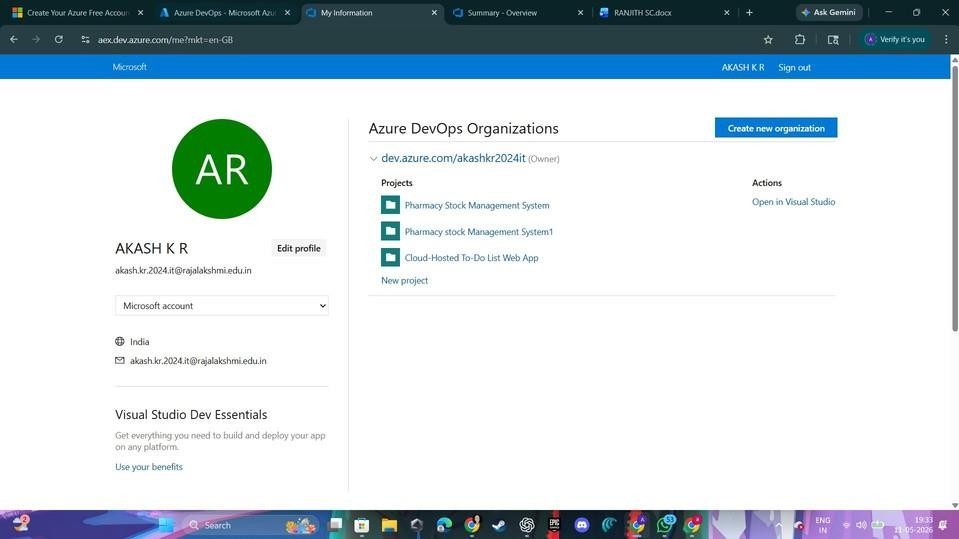 Create Your Azure Free Accoun
Azure DevOps - Microsoft Azu
My Information
Summary - Overview
RANJITH SC.docx
Ask Gemini
aex.dev.azure.com/me?mkt=en-GB
A
Verify it's you
Microsoft
AKASH K R
Sign out
AR
AKASH K R
Edit profile
akash.kr.2024.it@rajalakshmi.edu.in
Microsoft account
India
akash.kr.2024.it@rajalakshmi.edu.in
Visual Studio Dev Essentials
Get everything you need to build and deploy your app
on any platform.
Use your benefits
Azure DevOps Organizations
Create new organization
dev.azure.com/akashkr2024it (Owner)
Projects
Actions
Pharmacy Stock Management System
Open in Visual Studio
Pharmacy stock Management System1
Cloud-Hosted To-Do List Web App
New project
2
Search
ENG
IN
19:33
11-05-2026